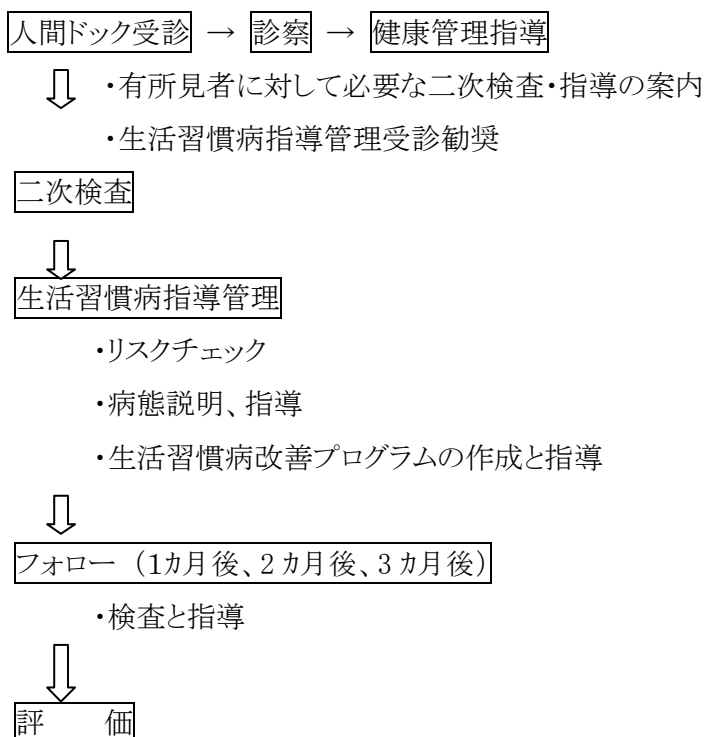 人間ドック受診 → 診察 → 健康管理指導
・有所見者に対して必要な二次検査・指導の案内
・生活習慣病指導管理受診勧奨
二次検査
生活習慣病指導管理
・リスクチェック
・病態説明、指導
・生活習慣病改善プログラムの作成と指導
フォロー（1ヵ月後、2ヵ月後、3ヵ月後）
・検査と指導
評　　価